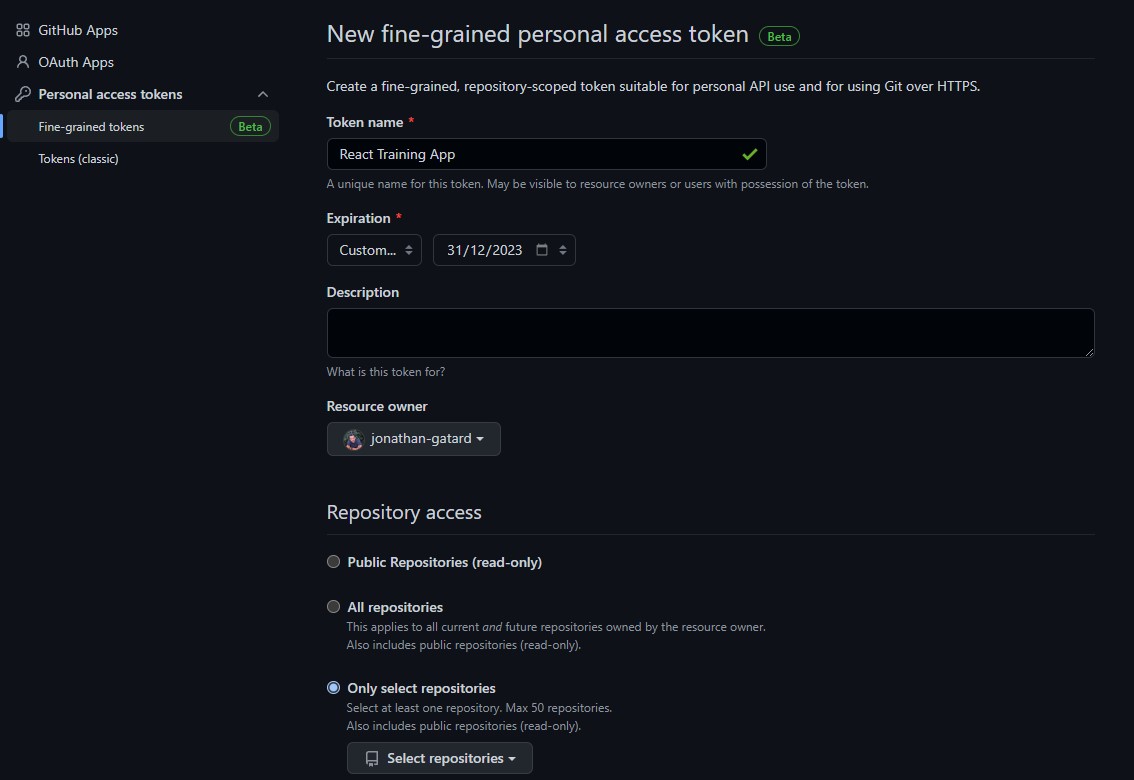 GitHub Apps
OAuth Apps
Personal access tokens
Fine-grained tokens Beta
Tokens (classic)
New fine-grained personal access token Beta
Create a fine-grained, repository-scoped token suitable for personal API use and for using Git over HTTPS.
Token name *
React Training App
A unique name for this token. May be visible to resource owners or users with possession of the token.
Expiration *
Custom... 31/12/2023
Description
What is this token for?
Resource owner
jonathan-gatard
Repository access
Public Repositories (read-only)
All repositories
This applies to all current and future repositories owned by the resource owner.
Also includes public repositories (read-only).
Only select repositories
Select at least one repository. Max 50 repositories.
Also includes public repositories (read-only).
Select repositories